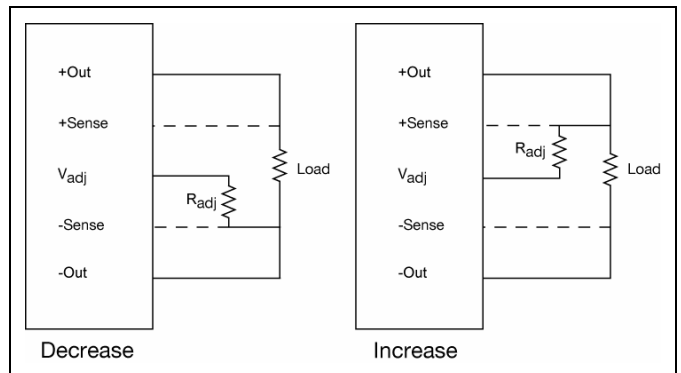 +Out
+Sense
Vadj
Radj
Load
-Sense
-Out
Decrease
+Out
+Sense
Radj
Vadj
Load
-Sense
-Out
Increase